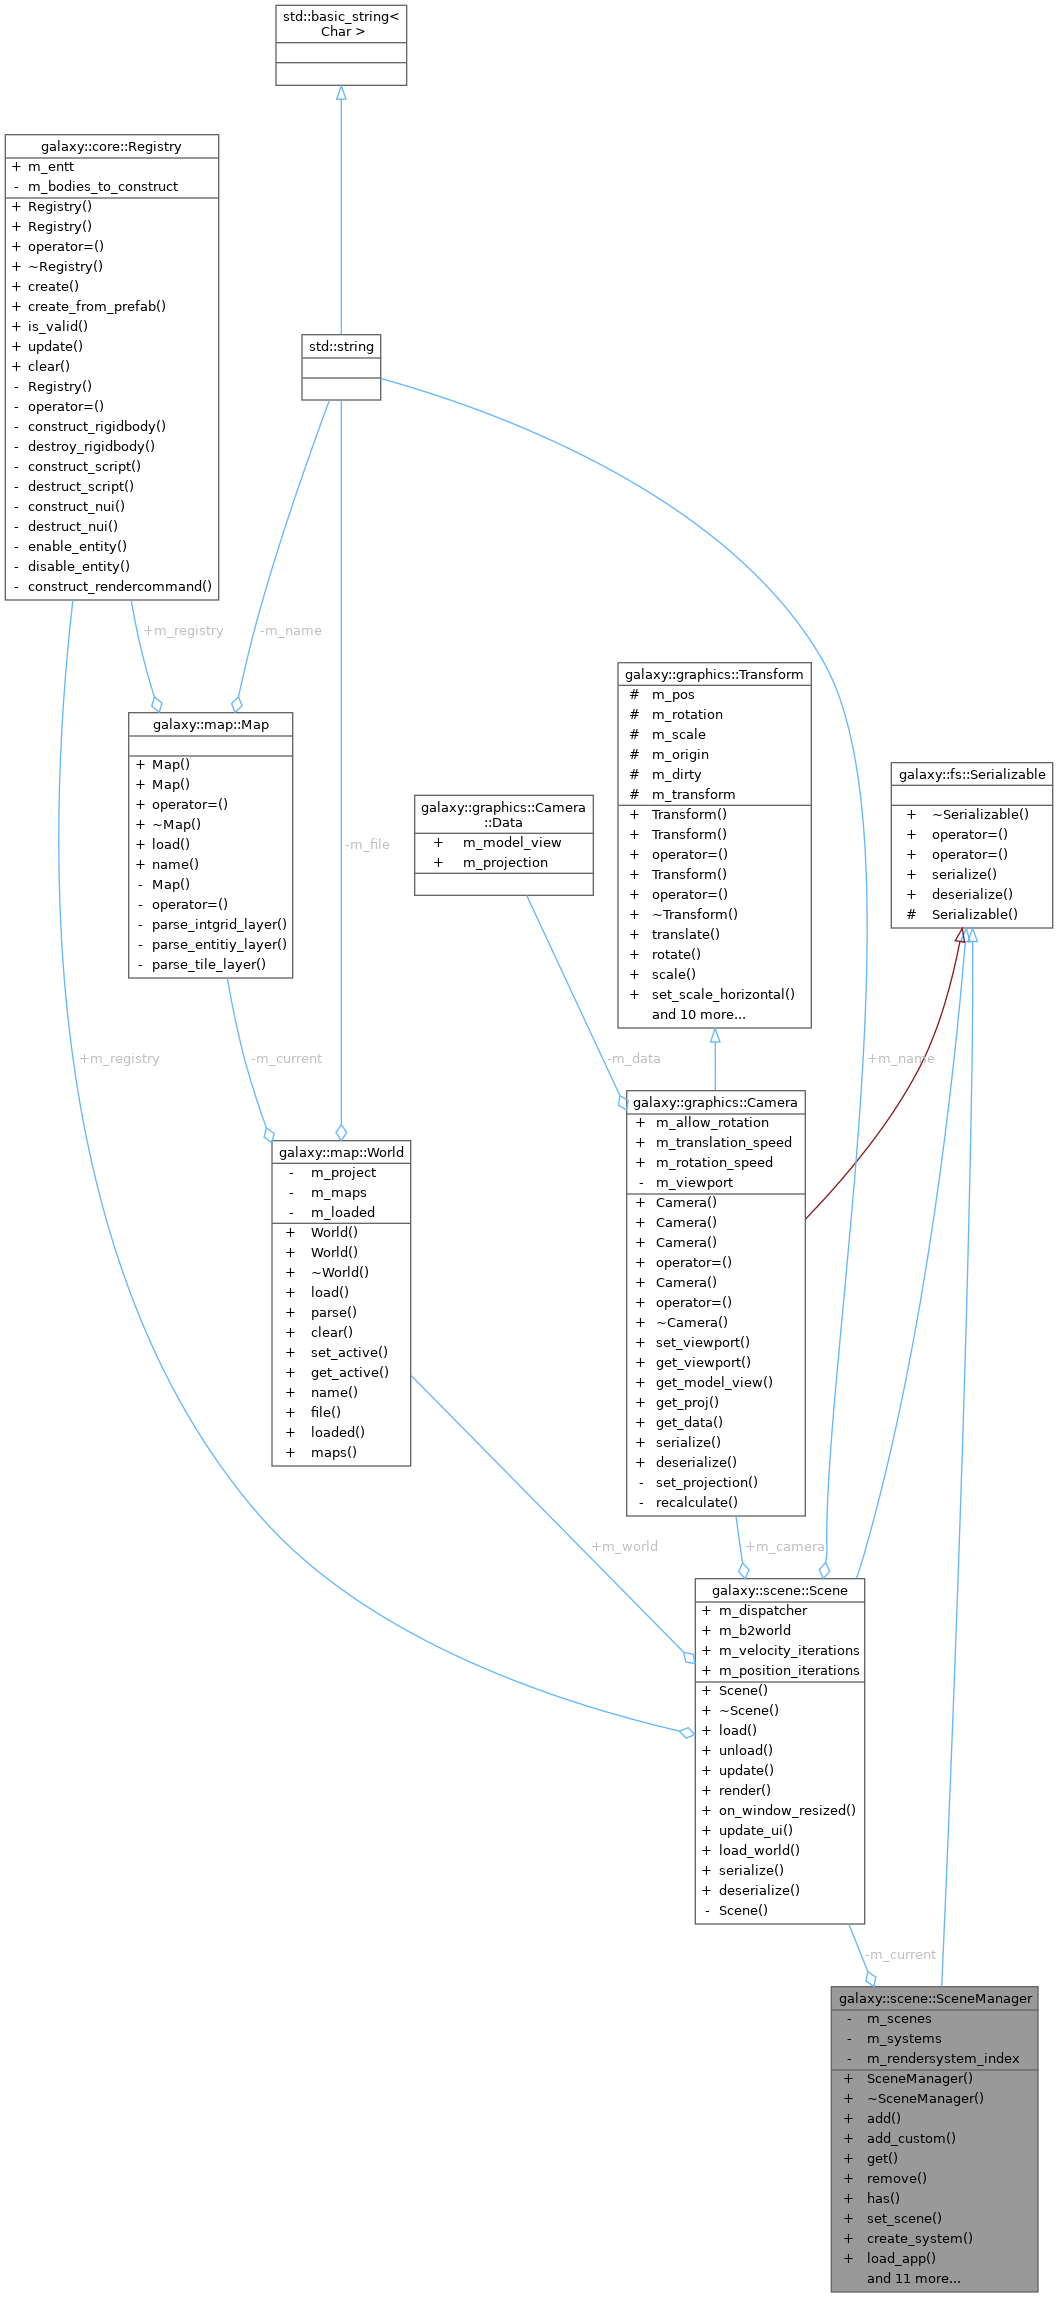 std::basic_string<
Char >
galaxy::core::Registry
+ m_entt
- m_bodies_to_construct
+ Registry()
+ Registry()
+ operator=()
+ ~Registry()
+ create()
+ create_from_prefab()
+ is_valid()
+ update()
+ clear()
- Registry()
- operator=()
- construct_rigidbody()
- destroy_rigidbody()
- construct_script()
- destruct_script()
- construct_nui()
- destruct_nui()
- enable_entity()
- disable_entity()
- construct_rendercommand()
std::string
+m_registry
-m_name
galaxy::map::Map
+ Map()
+ Map()
+ operator=()
+ ~Map()
+ load()
+ name()
- Map()
- operator=()
- parse_intgrid_layer()
- parse_entitiy_layer()
- parse_tile_layer()
-m_file
galaxy::graphics::Camera
::Data
+ m_model_view
+ m_projection
galaxy::graphics::Transform
# m_pos
# m_rotation
# m_scale
# m_origin
# m_dirty
# m_transform
+ Transform()
+ Transform()
+ operator=()
+ Transform()
+ operator=()
+ ~Transform()
+ translate()
+ rotate()
+ scale()
+ set_scale_horizontal()
and 10 more...
galaxy::fs::Serializable
+ ~Serializable()
+ operator=()
+ operator=()
+ serialize()
+ deserialize()
# Serializable()
+m_registry
-m_current
-m_data
+m_name
galaxy::map::World
- m_project
- m_maps
- m_loaded
+ World()
+ World()
+ ~World()
+ load()
+ parse()
+ clear()
+ set_active()
+ get_active()
+ name()
+ file()
+ loaded()
+ maps()
galaxy::graphics::Camera
+ m_allow_rotation
+ m_translation_speed
+ m_rotation_speed
- m_viewport
+ Camera()
+ Camera()
+ Camera()
+ operator=()
+ Camera()
+ operator=()
+ ~Camera()
+ set_viewport()
+ get_viewport()
+ get_model_view()
+ get_proj()
+ get_data()
+ serialize()
+ deserialize()
- set_projection()
- recalculate()
+m_world
+m_camera
galaxy::scene::Scene
+ m_dispatcher
+ m_b2world
+ m_velocity_iterations
+ m_position_iterations
+ Scene()
+ ~Scene()
+ load()
+ unload()
+ update()
+ render()
+ on_window_resized()
+ update_ui()
+ load_world()
+ serialize()
+ deserialize()
- Scene()
-m_current
galaxy::scene::SceneManager
- m_scenes
- m_systems
- m_rendersystem_index
+ SceneManager()
+ ~SceneManager()
+ add()
+ add_custom()
+ get()
+ remove()
+ has()
+ set_scene()
+ create_system()
+ load_app()
and 11 more...